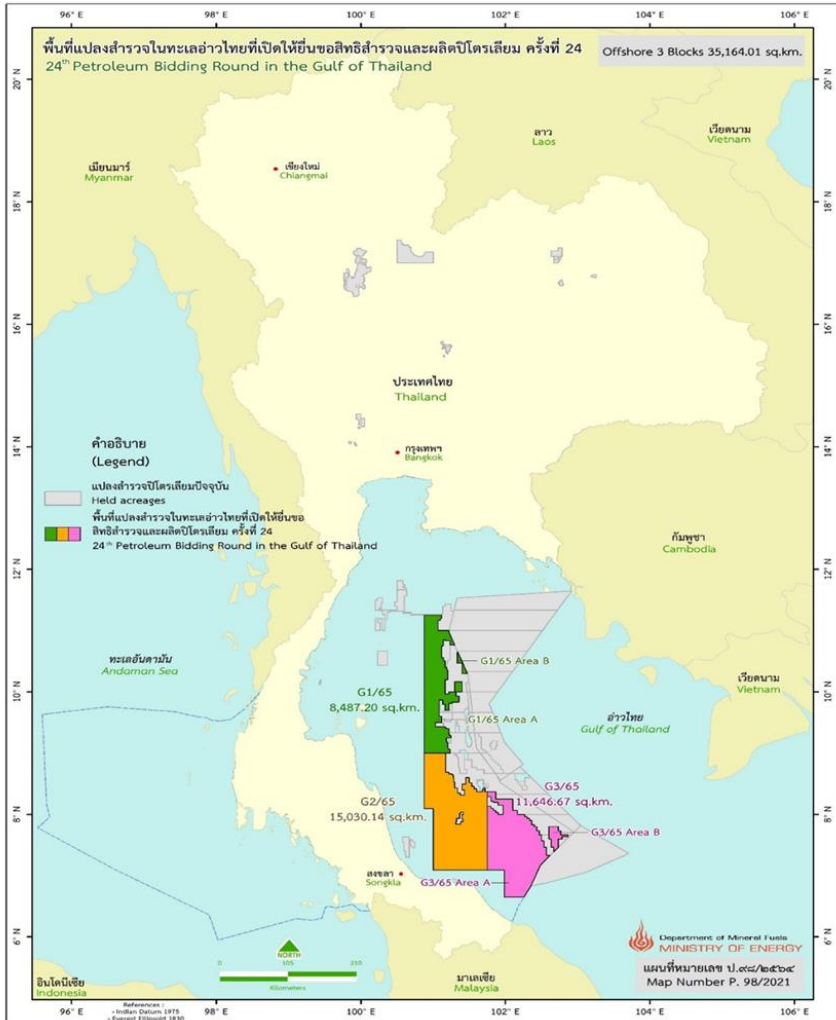 98° E
100° E
102° E
104° E
106° E
พื้นที่แปลงสำรวจในทะเลอ่าวไทยที่เปิดให้ยื่นขอสิทธิสำรวจและผลิตปิโตรเลียม ครั้งที่ 24
24th Petroleum Bidding Round in the Gulf of Thailand
Offshore 3 Blocks 35,164.01 sq.km.
20° N
20° N
ลาว
Laos
เวียดนาม
Vietnam
เมียนมาร์
Myanmar
เชียงใหม่
Chiangmai
18° N
18° N
16° N
16° N
ประเทศไทย
Thailand
14° N
14° N
กรุงเทพฯ
Bangkok
คำอธิบาย
(Legend)
แปลงสำรวจปิโตรเลียมปัจจุบัน
Held acreages
พื้นที่แปลงสำรวจในทะเลอ่าวไทยที่เปิดให้ยื่นขอ
สิทธิสำรวจและผลิตปิโตรเลียม ครั้งที่ 24
24th Petroleum Bidding Round in the Gulf of Thailand
กัมพูชา
Cambodia
12° N
12° N
ทะเลอันดามัน
Andaman Sea
G1/65 Area B
เวียดนาม
Vietnam
10° N
10° N
G1/65
8,487.20 sq.km.
G1/65 Area A
อ่าวไทย
Gulf of Thailand
G3/65
11,646.67 sq.km.
8° N
8° N
G2/65
15,030.14 sq.km.
G3/65 Area B
สงขลา
Songkla
G3/65 Area A
6° N
6° N
NORTH
0 105 210
Kilometers
Department of Mineral Fuels
MINISTRY OF ENERGY
แผนที่หมายเลข ป.๙๘/๒๕๖๔
Map Number P. 98/2021
อินโดนีเซีย
Indonesia
มาเลเซีย
Malaysia
References :
- Indian Datum 1975
- Everest Ellipsoid 1830
96° E
98° E
100° E
102° E
104° E
106° E